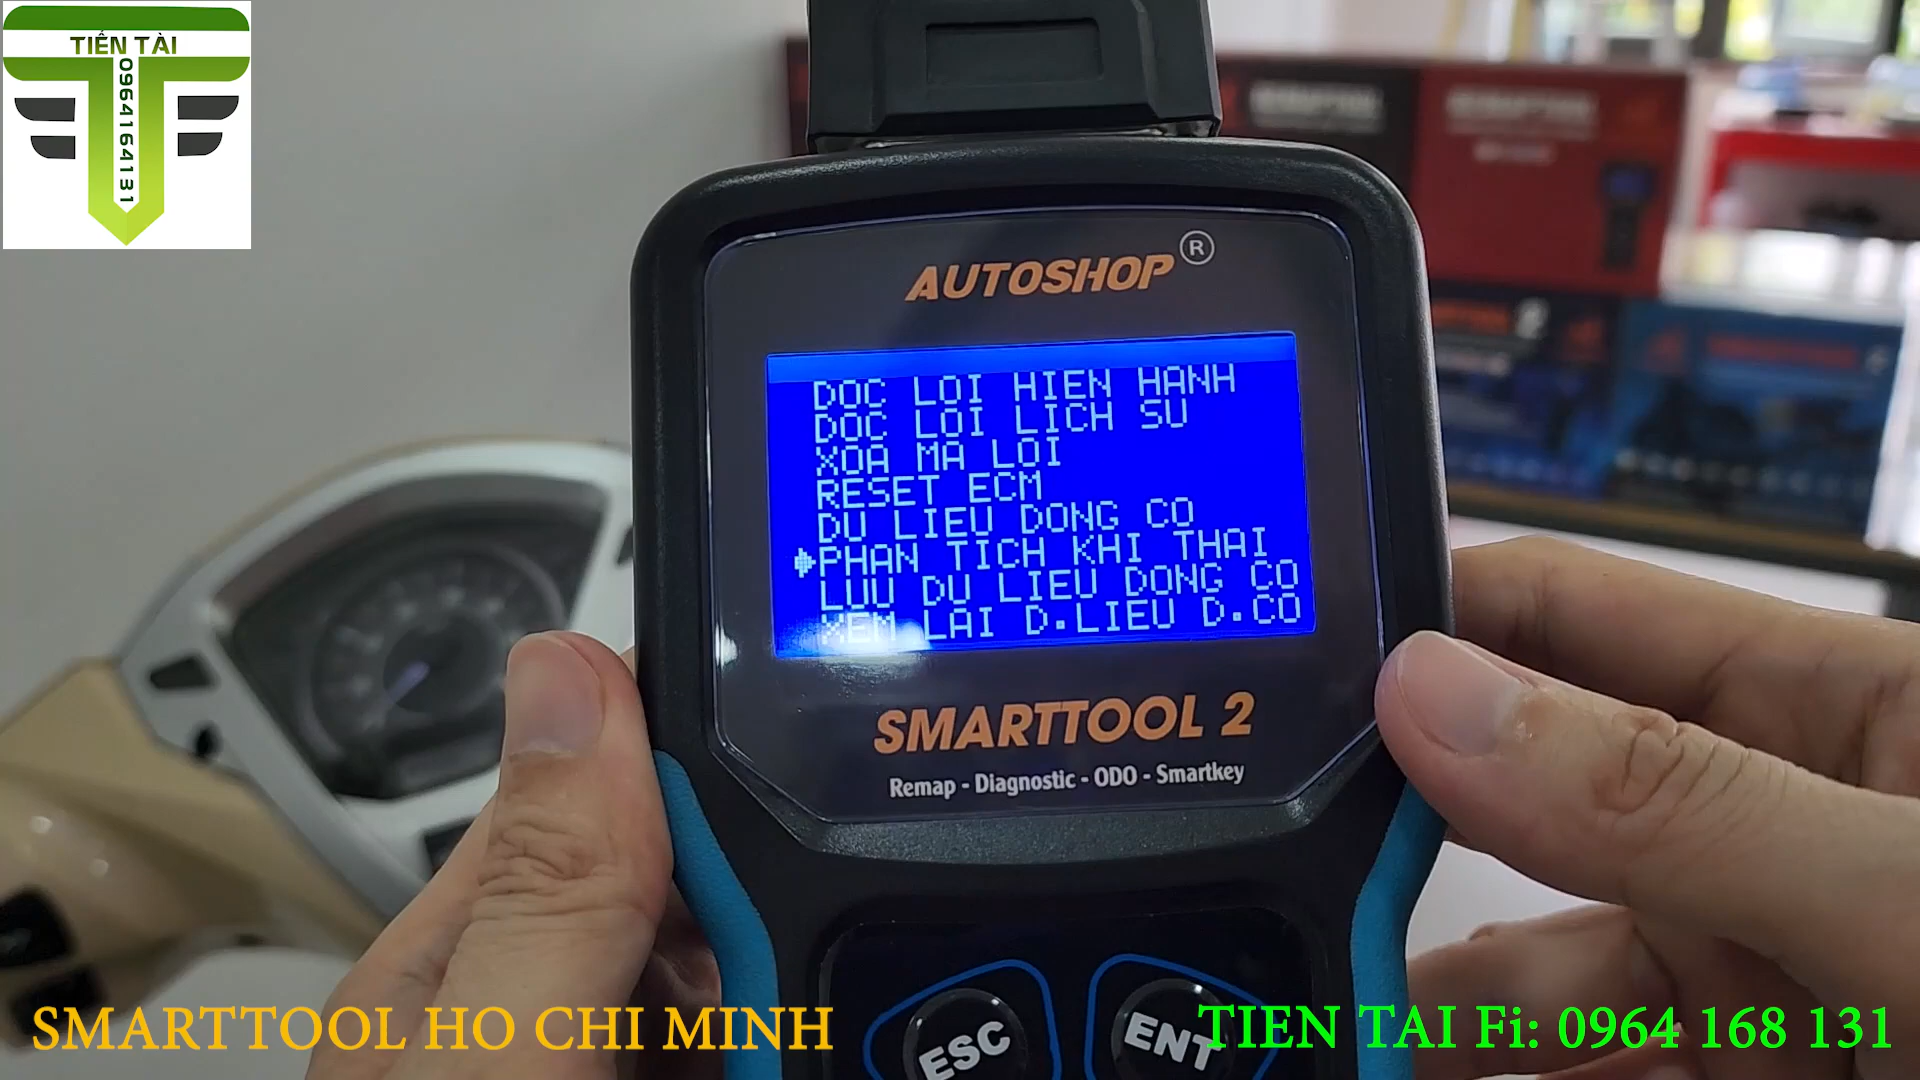 TIẾN TÀI
0964164131
AUTOSHOP ®
DOC LOI HIEN HANH
DOC LOI LICH SU
XOA MA LOI
RESET ECM
DU LIEU DONG CO
PHAN TICH KHI THAI
LUU DU LIEU DONG CO
XEM LAI D.LIEU D.CO
SMARTTOOL 2
Remap - Diagnostic - ODO - Smartkey
ESC
ENT
SMARTTOOL HO CHI MINH
TIEN TAI Fi: 0964 168 131